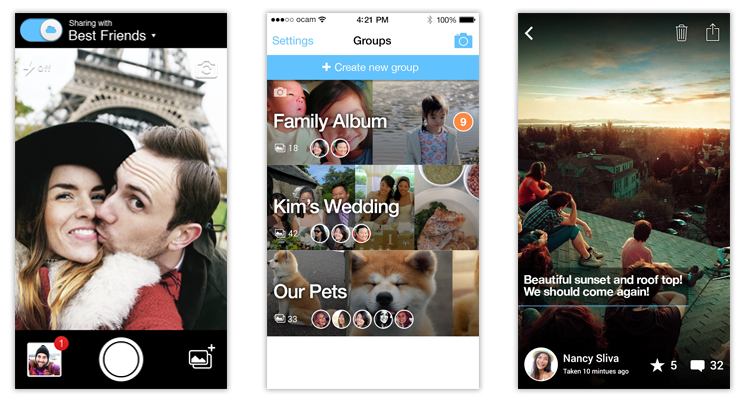 Sharing with
Best Friends
Off
1
ocam
4:21 PM
100%
Settings
Groups
+ Create new group
Family Album
9
18
Kim's Wedding
42
Our Pets
33
Beautiful sunset and roof top!
We should come again!
Nancy Sliva
Taken 10 mintues ago
5
32